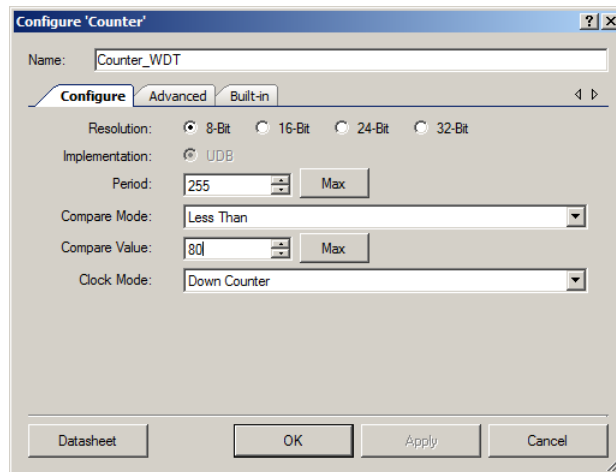 Configure 'Counter'
Name: Counter_WDT
Configure Advanced Built-in
Resolution: 8-Bit 16-Bit 24-Bit 32-Bit
Implementation: UDB
Period: 255 Max
Compare Mode: Less Than
Compare Value: 80 Max
Clock Mode: Down Counter
Datasheet OK Apply Cancel